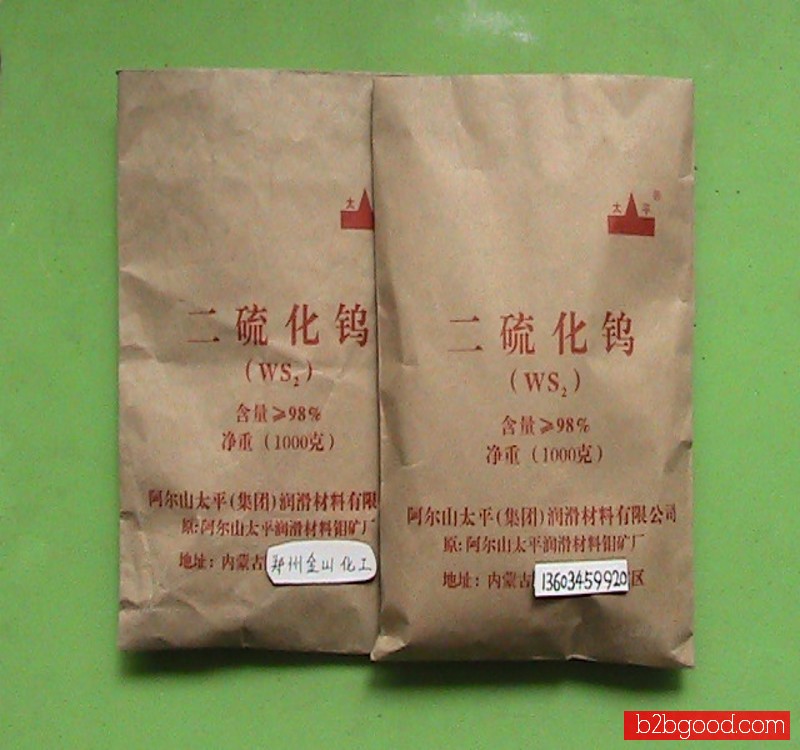 太
二硫化钨
(WS₂)
含量≥98%
净重(1000克)
阿尔山太平(集团)润滑材料有限
原:阿尔山太平润滑材料钼矿厂
地址:内蒙古
郑州金山化工
太平®
二硫化钨
(WS₂)
含量≥98%
净重(1000克)
阿尔山太平(集团)润滑材料有限公司
原:阿尔山太平润滑材料钼矿厂
地址:内蒙古
13603459920
区
b2bgood.com